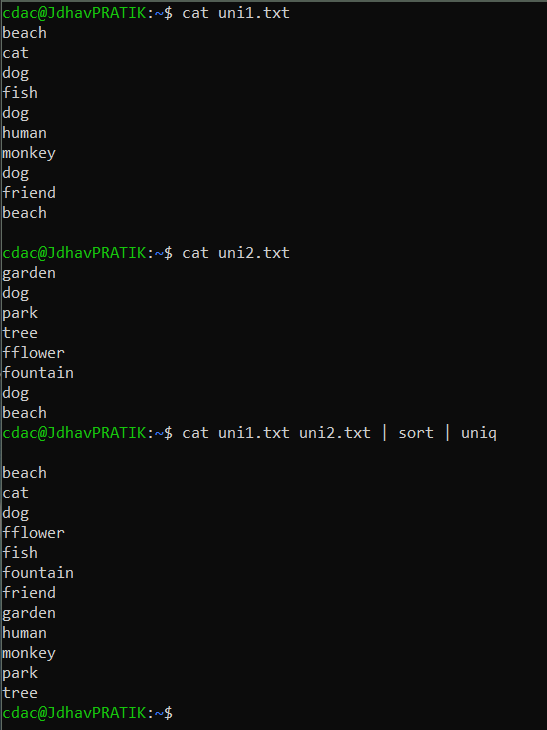 cdac@JdhavPRATIK:~$ cat uni1.txt
beach
cat
dog
fish
dog
human
monkey
dog
friend
beach

cdac@JdhavPRATIK:~$ cat uni2.txt
garden
dog
park
tree
fflower
fountain
dog
beach
cdac@JdhavPRATIK:~$ cat uni1.txt uni2.txt | sort | uniq

beach
cat
dog
fflower
fish
fountain
friend
garden
human
monkey
park
tree
cdac@JdhavPRATIK:~$